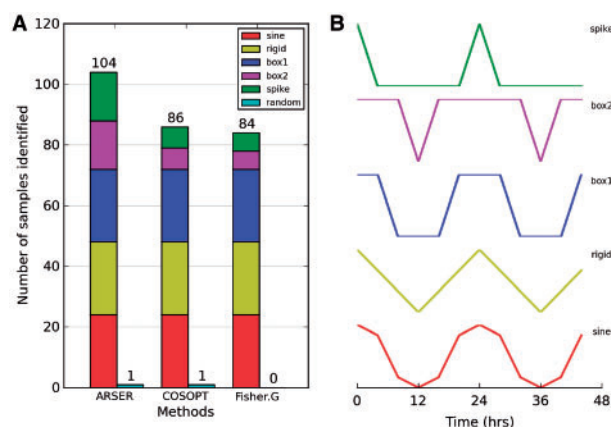 A
Number of samples identified
120
100
80
60
40
20
0
104
86
84
1
1
0
sine
rigid
box1
box2
spike
random
ARSER
COSOPT
Fisher.G
Methods
B
spike
box2
box1
rigid
sine
0
12
24
36
48
Time (hrs)